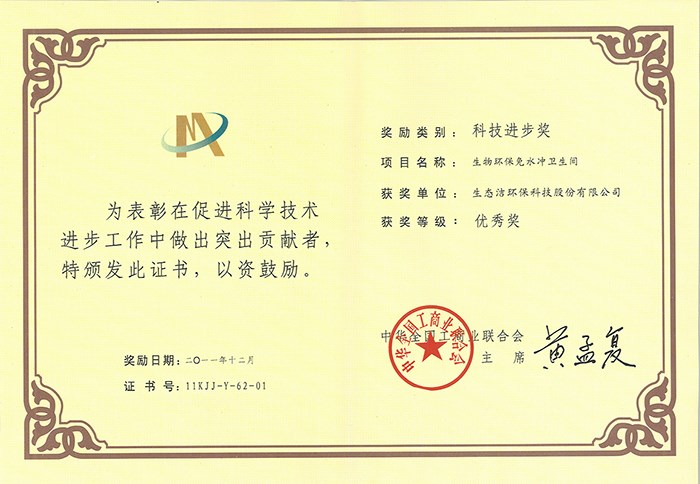 为表彰在促进科学技术
进步工作中做出突出贡献者，
特颁发此证书，以资鼓励。
奖励日期：二〇一一年十二月
证 书 号：11KJJ-Y-62-01
奖励类别：科技进步奖
项目名称：生物环保免水冲卫生间
获奖单位：生态洁环保科技股份有限公司
获奖等级：优秀奖
中华全国工商业联合会
主 席 黄孟复
中华全国工商业联合会